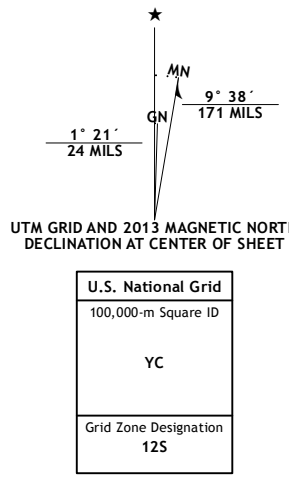 MN
GN
9° 38´
171 MILS
1° 21´
24 MILS
UTM GRID AND 2013 MAGNETIC NORTH
DECLINATION AT CENTER OF SHEET
U.S. National Grid
100,000-m Square ID
YC
Grid Zone Designation
12S